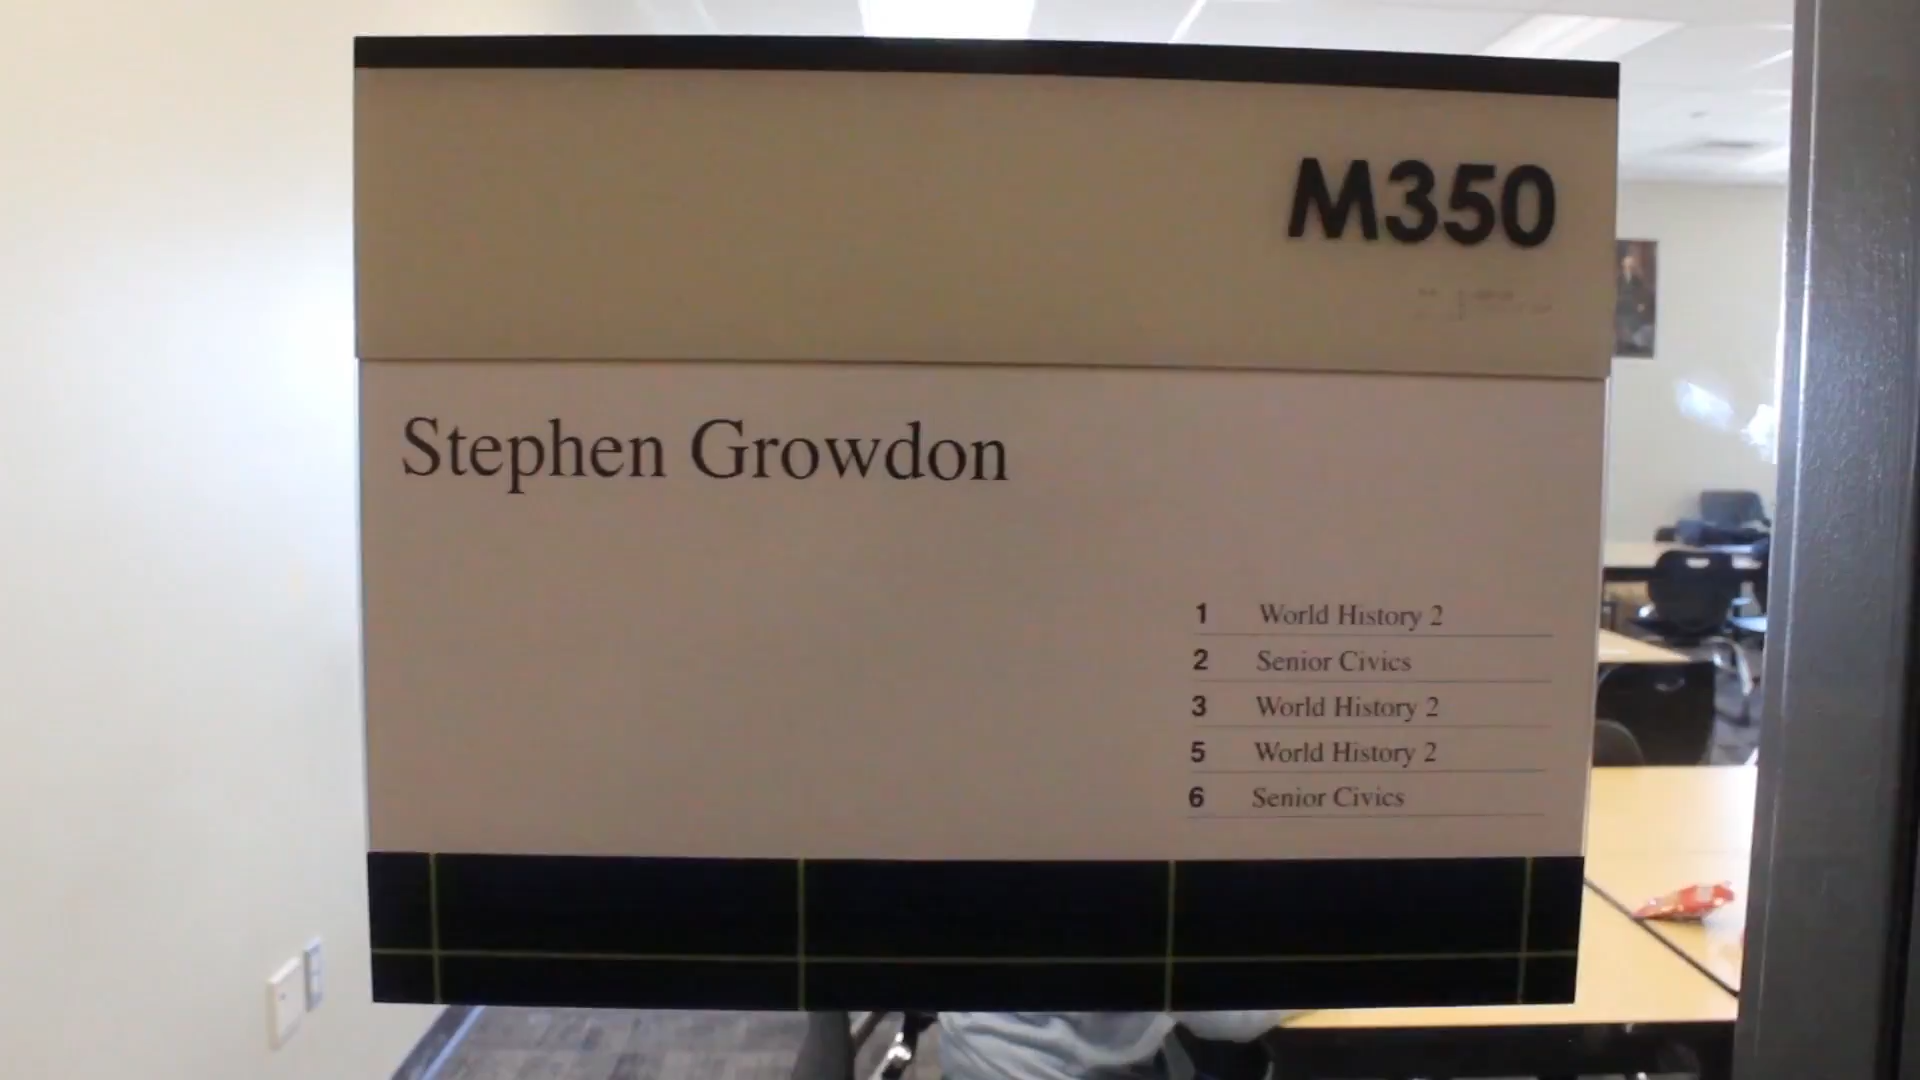 M350
Stephen Growdon
1 World History 2
2 Senior Civics
3 World History 2
5 World History 2
6 Senior Civics